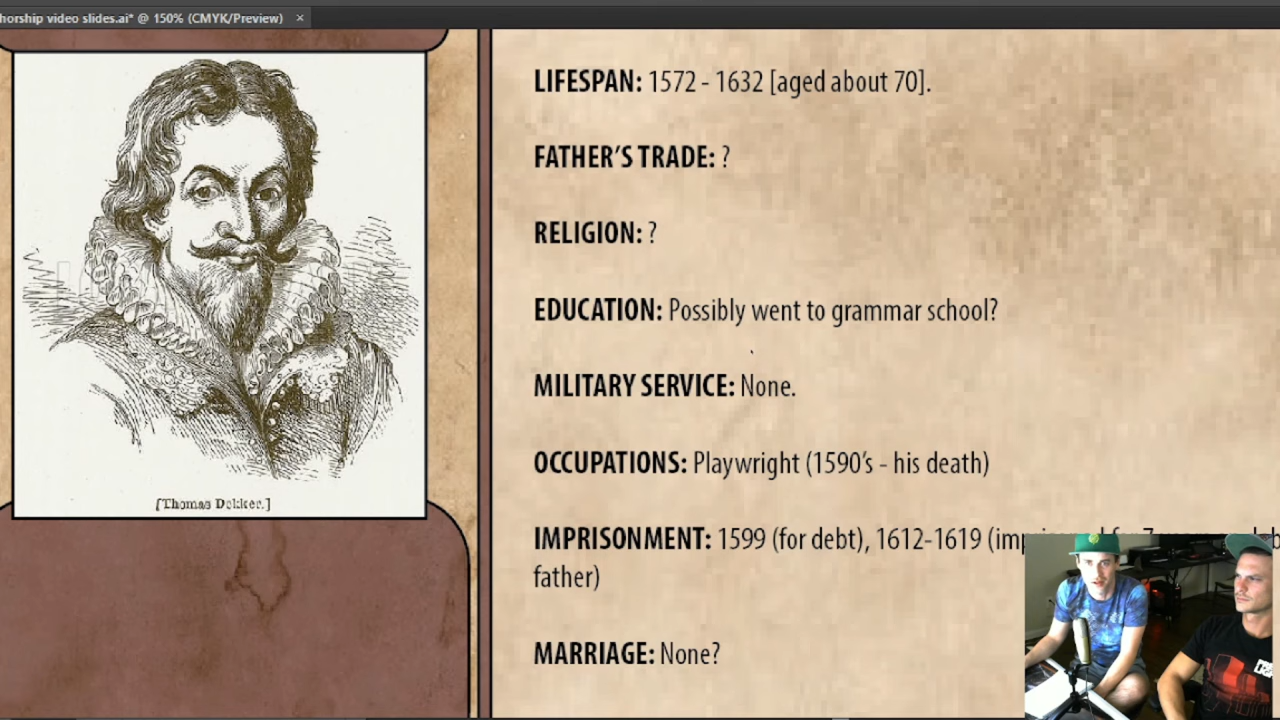 horship video slides.ai* @ 150% (CMYK/Preview) ×
[Thomas Dekker.]
LIFESPAN: 1572 - 1632 [aged about 70].
FATHER'S TRADE: ?
RELIGION: ?
EDUCATION: Possibly went to grammar school?
MILITARY SERVICE: None.
OCCUPATIONS: Playwright (1590's - his death)
IMPRISONMENT: 1599 (for debt), 1612-1619
father)
MARRIAGE: None?